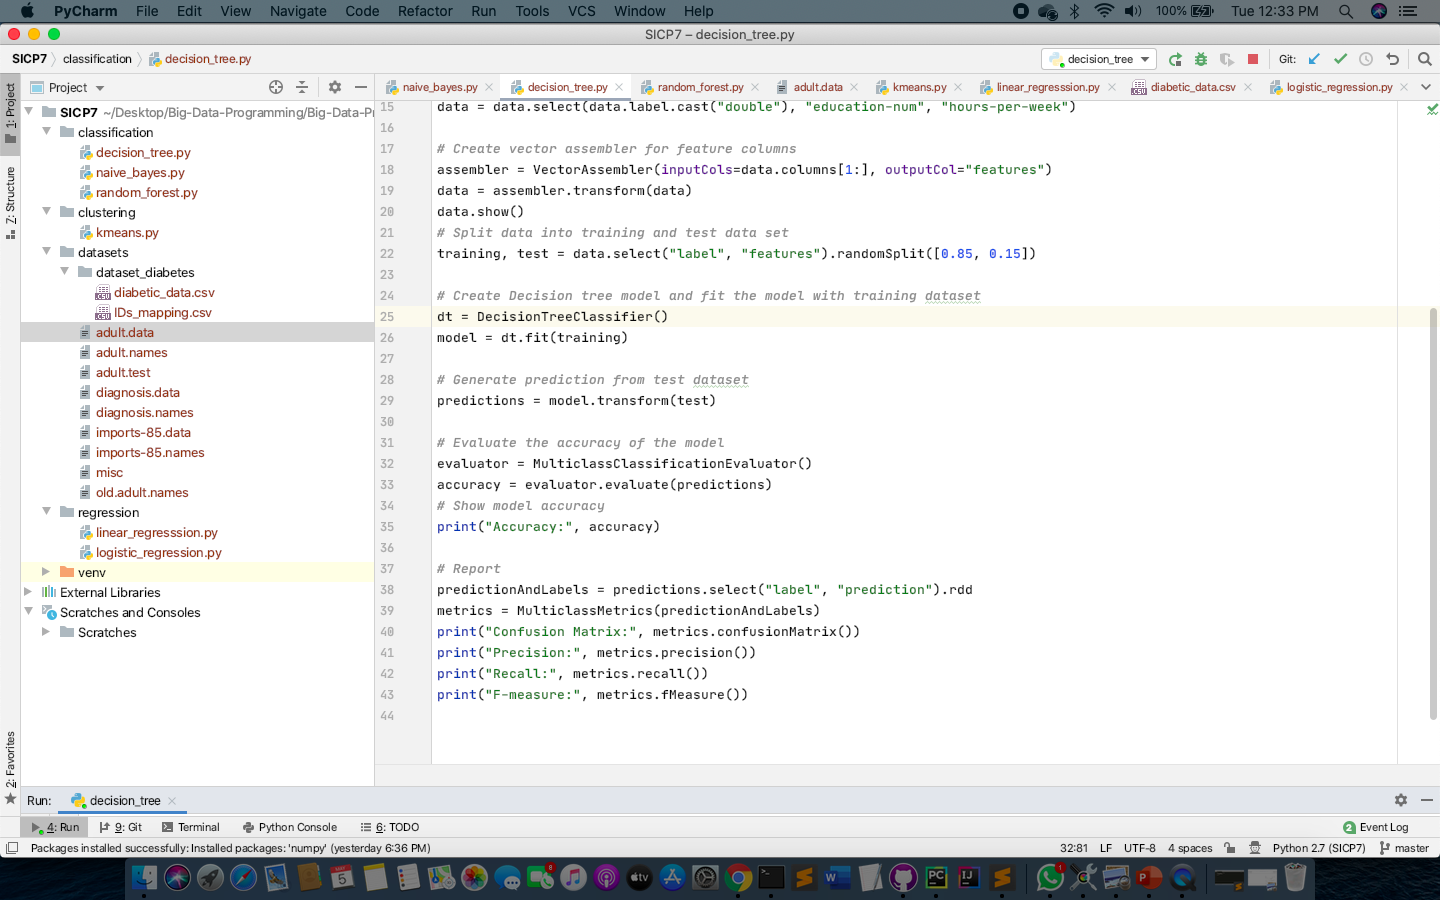 PyCharm File Edit View Navigate Code Refactor Run Tools VCS Window Help 100% Tue 12:33 PM
SICP7 – decision_tree.py
SICP7 classification decision_tree.py decision_tree Git:
Project naive_bayes.py decision_tree.py random_forest.py adult.data kmeans.py linear_regresssion.py diabetic_data.csv logistic_regression.py
1: Project
7: Structure
2: Favorites
SICP7 ~/Desktop/Big-Data-Programming/Big-Data-Pr
classification
decision_tree.py
naive_bayes.py
random_forest.py
clustering
kmeans.py
datasets
dataset_diabetes
diabetic_data.csv
IDs_mapping.csv
adult.data
adult.names
adult.test
diagnosis.data
diagnosis.names
imports-85.data
imports-85.names
misc
old.adult.names
regression
linear_regresssion.py
logistic_regression.py
venv
External Libraries
Scratches and Consoles
Scratches
15 data = data.select(data.label.cast("double"), "education-num", "hours-per-week")
16
17 # Create vector assembler for feature columns
18 assembler = VectorAssembler(inputCols=data.columns[1:], outputCol="features")
19 data = assembler.transform(data)
20 data.show()
21 # Split data into training and test data set
22 training, test = data.select("label", "features").randomSplit([0.85, 0.15])
23
24 # Create Decision tree model and fit the model with training dataset
25 dt = DecisionTreeClassifier()
26 model = dt.fit(training)
27
28 # Generate prediction from test dataset
29 predictions = model.transform(test)
30
31 # Evaluate the accuracy of the model
32 evaluator = MulticlassClassificationEvaluator()
33 accuracy = evaluator.evaluate(predictions)
34 # Show model accuracy
35 print("Accuracy:", accuracy)
36
37 # Report
38 predictionAndLabels = predictions.select("label", "prediction").rdd
39 metrics = MulticlassMetrics(predictionAndLabels)
40 print("Confusion Matrix:", metrics.confusionMatrix())
41 print("Precision:", metrics.precision())
42 print("Recall:", metrics.recall())
43 print("F-measure:", metrics.fMeasure())
44
Run: decision_tree
4: Run 9: Git Terminal Python Console 6: TODO 2 Event Log
Packages installed successfully: Installed packages: 'numpy' (yesterday 6:36 PM) 32:81 LF UTF-8 4 spaces Python 2.7 (SICP7) master